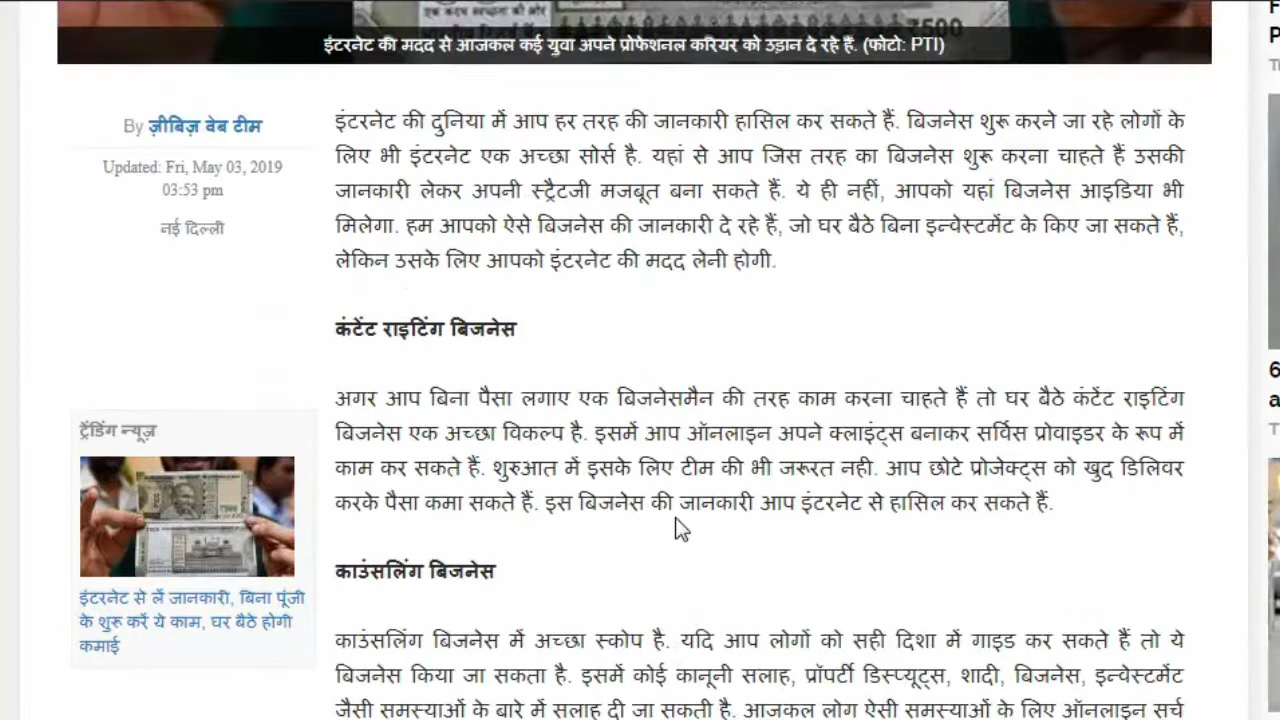 एक कदम स्वच्छता की ओर
₹500
इंटरनेट की मदद से आजकल कई युवा अपने प्रोफेशनल करियर को उड़ान दे रहे हैं. (फोटो: PTI)
By ज़ीबिज़ वेब टीम
Updated: Fri, May 03, 2019
03:53 pm
नई दिल्ली
इंटरनेट की दुनिया में आप हर तरह की जानकारी हासिल कर सकते हैं. बिजनेस शुरू करने जा रहे लोगों के
लिए भी इंटरनेट एक अच्छा सोर्स है. यहां से आप जिस तरह का बिजनेस शुरू करना चाहते हैं उसकी
जानकारी लेकर अपनी स्ट्रैटजी मजबूत बना सकते हैं. ये ही नहीं, आपको यहां बिजनेस आइडिया भी
मिलेगा. हम आपको ऐसे बिजनेस की जानकारी दे रहे हैं, जो घर बैठे बिना इन्वेस्टमेंट के किए जा सकते हैं,
लेकिन उसके लिए आपको इंटरनेट की मदद लेनी होगी.
कंटेंट राइटिंग बिजनेस
अगर आप बिना पैसा लगाए एक बिजनेसमैन की तरह काम करना चाहते हैं तो घर बैठे कंटेंट राइटिंग
बिजनेस एक अच्छा विकल्प है. इसमें आप ऑनलाइन अपने क्लाइंट्स बनाकर सर्विस प्रोवाइडर के रूप में
काम कर सकते हैं. शुरुआत में इसके लिए टीम की भी जरूरत नही. आप छोटे प्रोजेक्ट्स को खुद डिलिवर
करके पैसा कमा सकते हैं. इस बिजनेस की जानकारी आप इंटरनेट से हासिल कर सकते हैं.
ट्रेंडिंग न्यूज़
इंटरनेट से लें जानकारी, बिना पूंजी
के शुरू करें ये काम, घर बैठे होगी
कमाई
काउंसलिंग बिजनेस
काउंसलिंग बिजनेस में अच्छा स्कोप है. यदि आप लोगों को सही दिशा में गाइड कर सकते हैं तो ये
बिजनेस किया जा सकता है. इसमें कोई कानूनी सलाह, प्रॉपर्टी डिस्प्यूट्स, शादी, बिजनेस, इन्वेस्टमेंट
जैसी समस्याओं के बारे में सलाह दी जा सकती है. आजकल लोग ऐसी समस्याओं के लिए ऑनलाइन सर्च